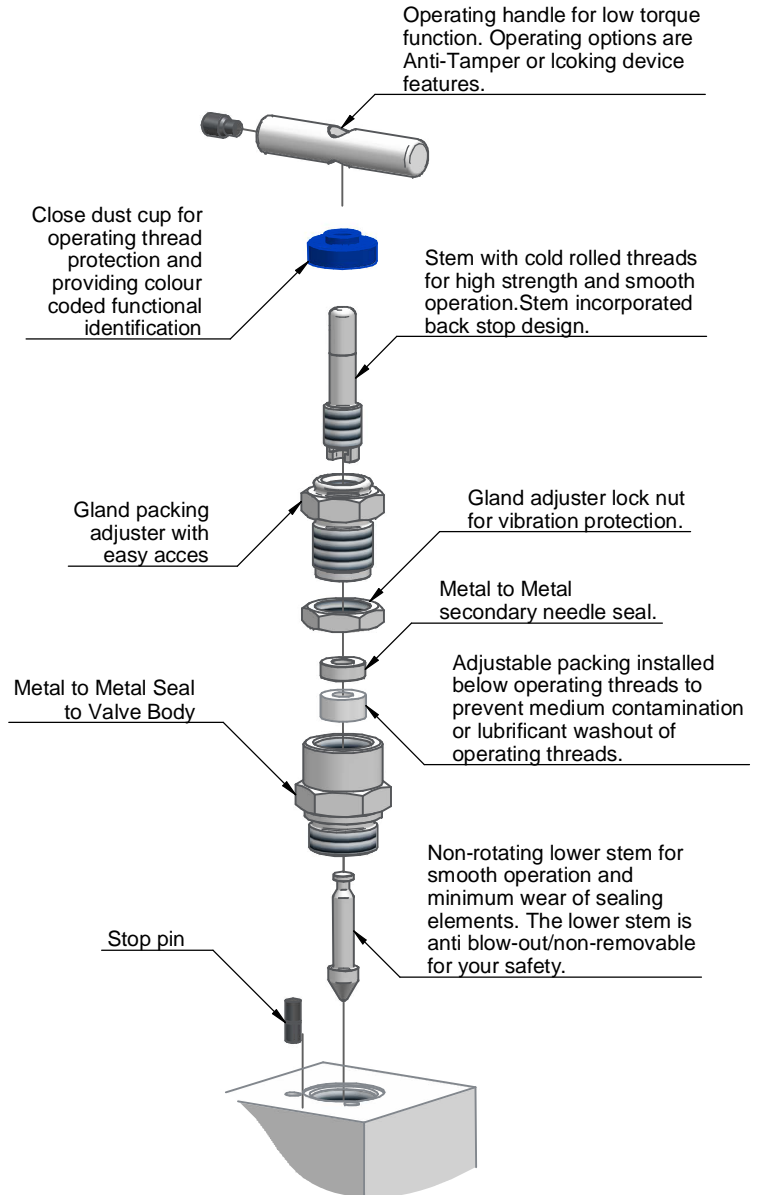 Operating handle for low torque
function. Operating options are
Anti-Tamper or lcoking device
features.
Close dust cup for
operating thread
protection and
providing colour
coded functional
identification
Stem with cold rolled threads
for high strength and smooth
operation.Stem incorporated
back stop design.
Gland packing
adjuster with
easy acces
Gland adjuster lock nut
for vibration protection.
Metal to Metal
secondary needle seal.
Metal to Metal Seal
to Valve Body
Adjustable packing installed
below operating threads to
prevent medium contamination
or lubrificant washout of
operating threads.
Non-rotating lower stem for
smooth operation and
minimum wear of sealing
elements. The lower stem is
anti blow-out/non-removable
for your safety.
Stop pin